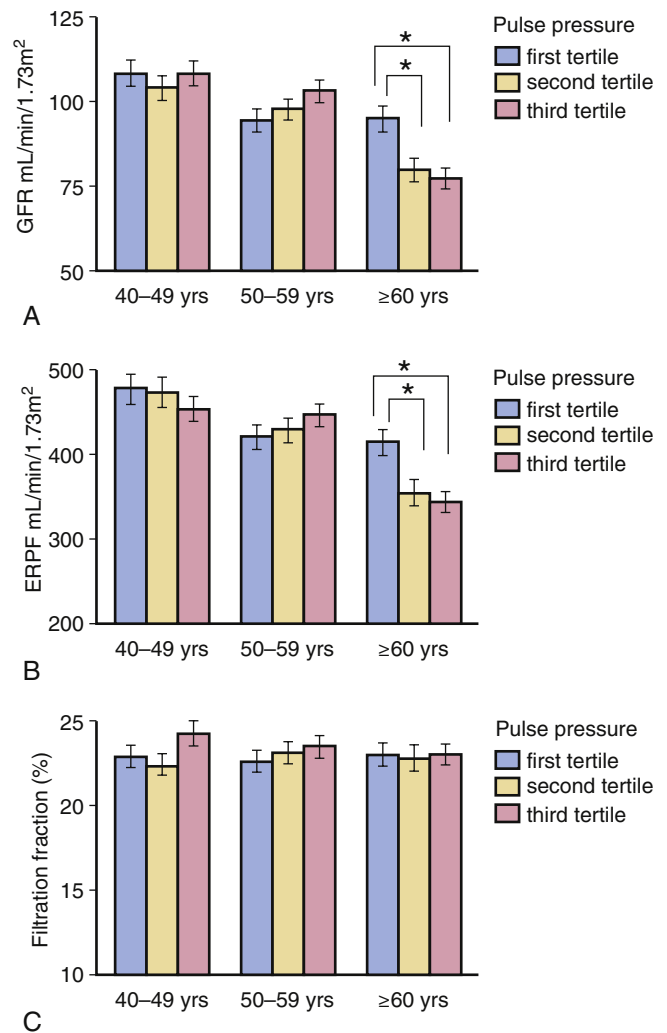 125
100
75
50
GFR mL/min/1.73m²
* 
*
40–49 yrs 50–59 yrs ≥60 yrs
Pulse pressure
first tertile
second tertile
third tertile
A
500
400
300
200
ERPF mL/min/1.73m²
*
*
40–49 yrs 50–59 yrs ≥60 yrs
Pulse pressure
first tertile
second tertile
third tertile
B
25
20
15
10
Filtration fraction (%)
40–49 yrs 50–59 yrs ≥60 yrs
Pulse pressure
first tertile
second tertile
third tertile
C